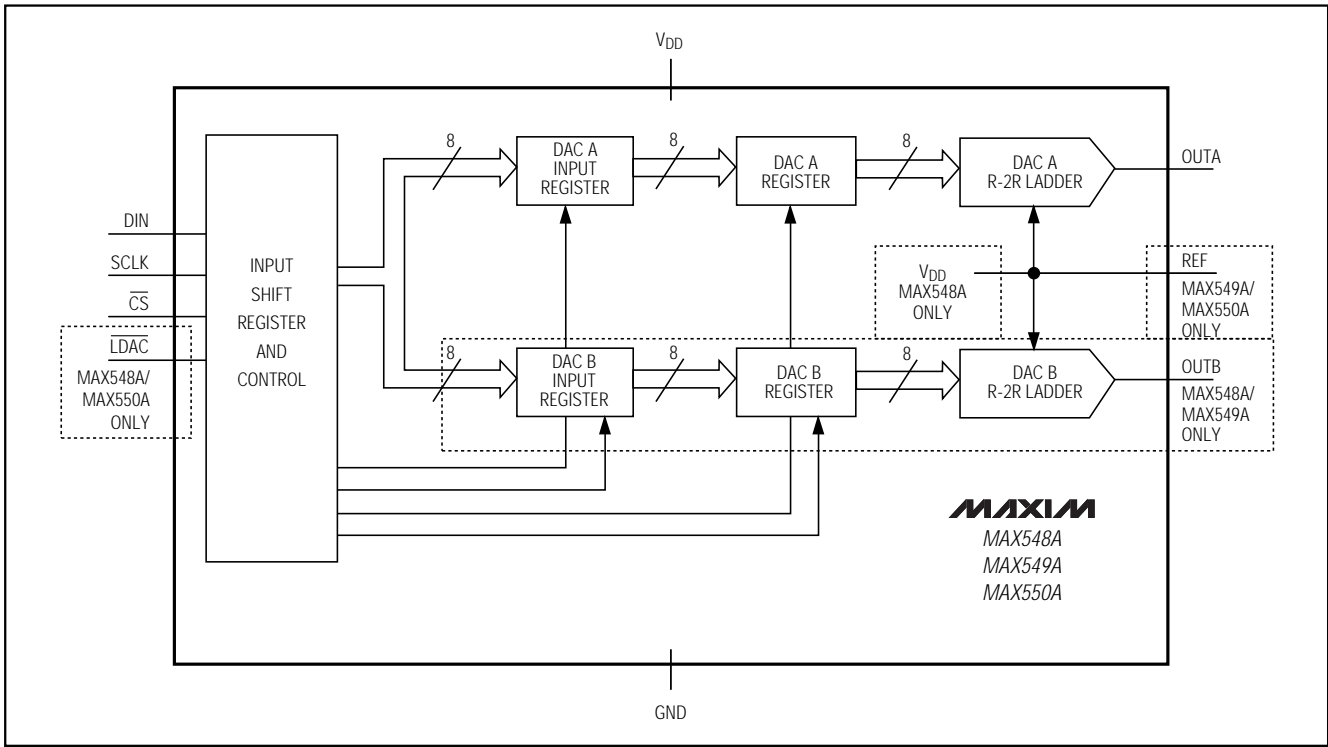 VDD
8
DAC A
INPUT
REGISTER
8
DAC A
REGISTER
8
DAC A
R-2R LADDER
OUTA
DIN
SCLK
C̅S̅
L̅D̅A̅C̅
MAX548A/
MAX550A
ONLY
INPUT
SHIFT
REGISTER
AND
CONTROL
VDD
MAX548A
ONLY
REF
MAX549A/
MAX550A
ONLY
8
DAC B
INPUT
REGISTER
8
DAC B
REGISTER
8
DAC B
R-2R LADDER
OUTB
MAX548A/
MAX549A
ONLY
MAXIM
MAX548A
MAX549A
MAX550A
GND